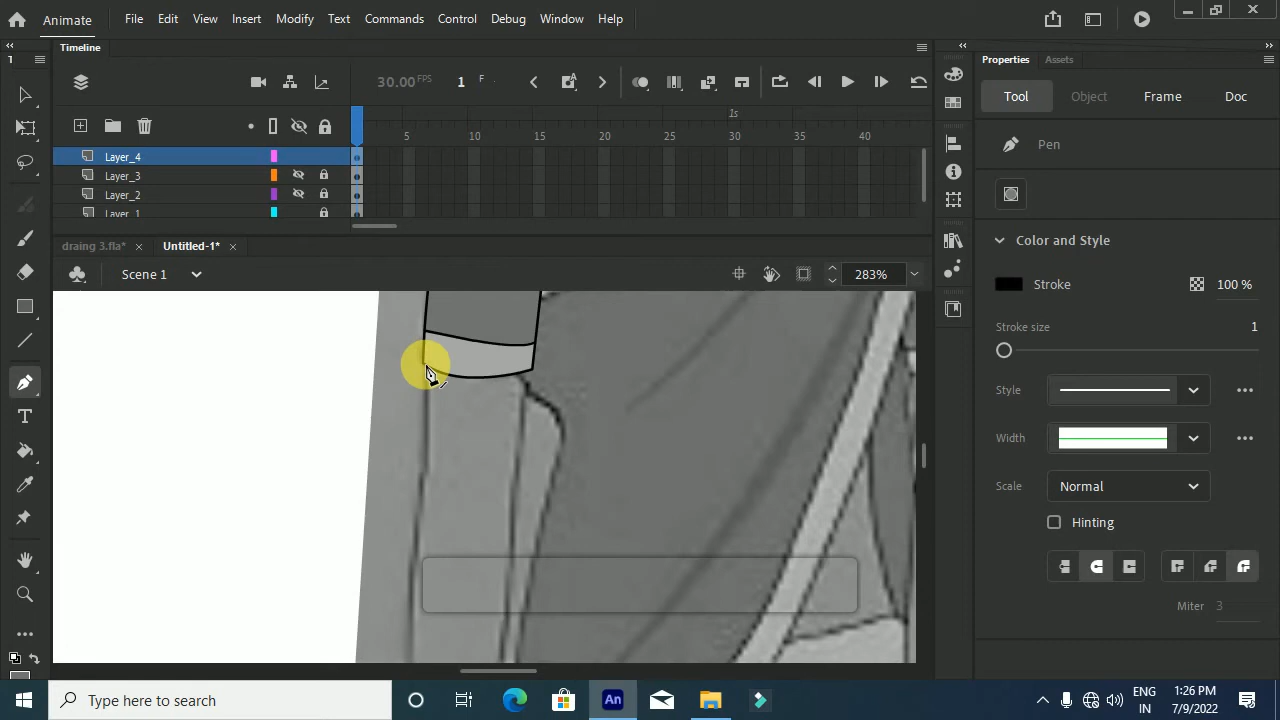 Animate
File Edit View Insert Modify Text Commands Control Debug Window Help
Timeline
Properties Assets
30.00 FPS 1 F
Tool Object Frame Doc
1s
5 10 15 20 25 30 35 40
Pen
Layer_4
Layer_3
Layer_2
Layer_1
draing 3.fla*
Untitled-1*
Color and Style
Scene 1
283%
Stroke 100 %
Stroke size 1
Style
Width
Scale Normal
Hinting
Miter 3
Type here to search
An
ENG
IN
1:26 PM
7/9/2022